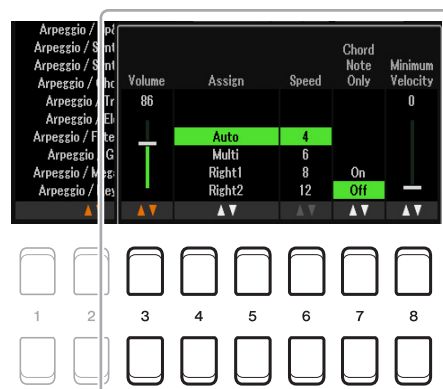 Arpeggio /
Arpeggio /
Arpeggio /
Arpeggio /
Arpeggio /
Arpeggio /
Arpeggio /
Arpeggio
Arpeggio /
Arpeggio /
Volume Assign Speed Chord Note Only Minimum Velocity
86 0
Auto 4
Multi 6
Right1 8 On
Right2 12 Off
1 2 3 4 5 6 7 8